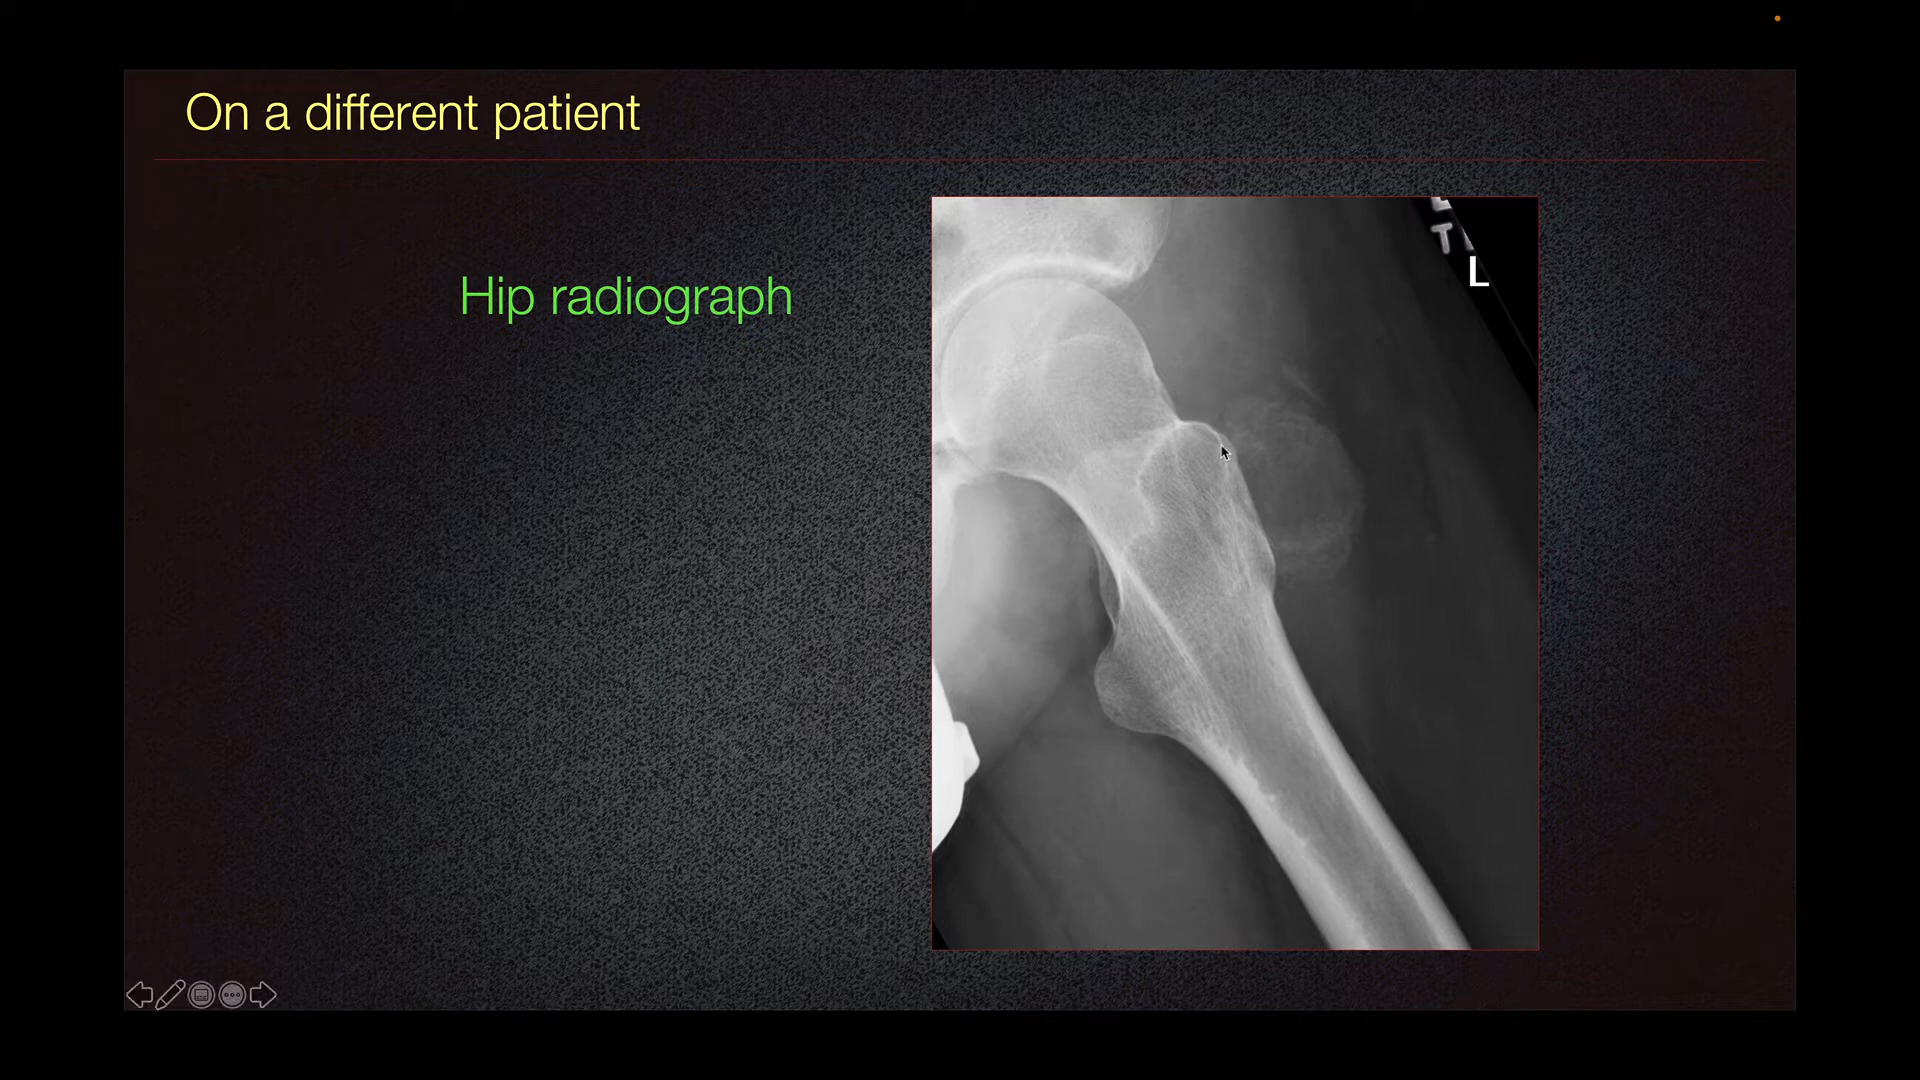 On a different patient
Hip radiograph
T
L